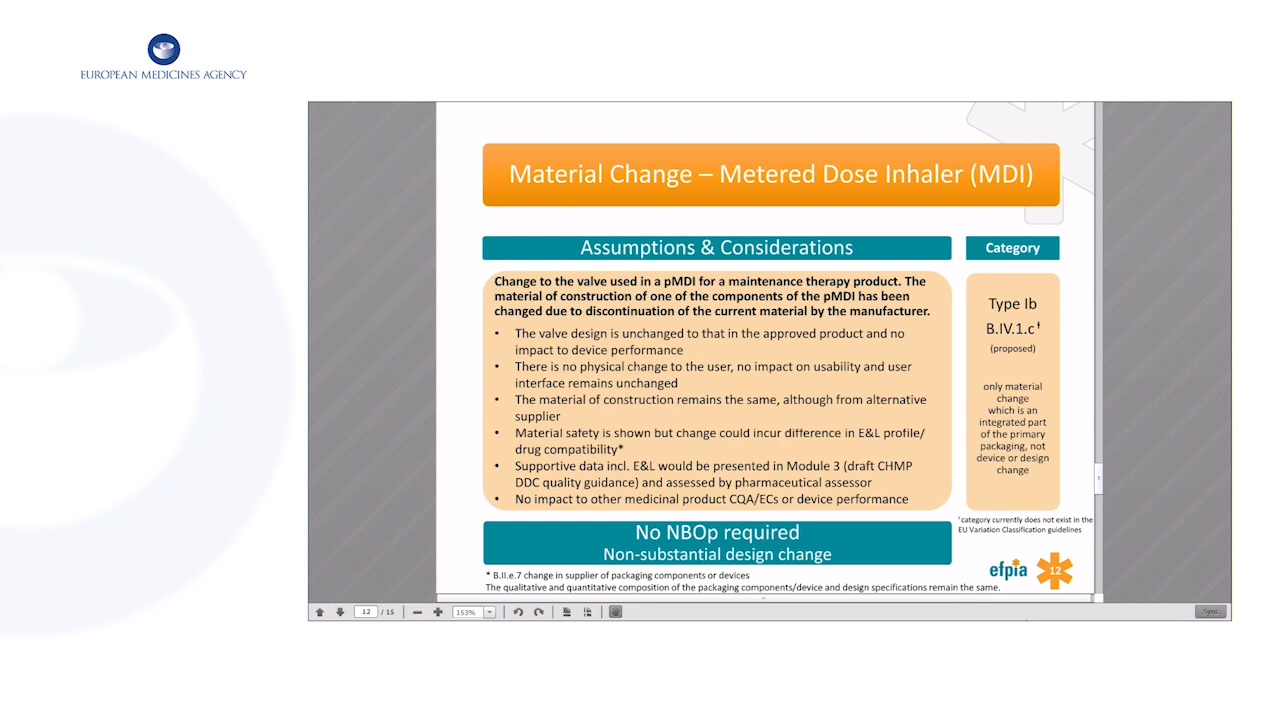 EUROPEAN MEDICINES AGENCY
Material Change – Metered Dose Inhaler (MDI)
Assumptions & Considerations
Change to the valve used in a pMDI for a maintenance therapy product. The
material of construction of one of the components of the pMDI has been
changed due to discontinuation of the current material by the manufacturer.
• The valve design is unchanged to that in the approved product and no
impact to device performance
• There is no physical change to the user, no impact on usability and user
interface remains unchanged
• The material of construction remains the same, although from alternative
supplier
• Material safety is shown but change could incur difference in E&L profile/
drug compatibility*
• Supportive data incl. E&L would be presented in Module 3 (draft CHMP
DDC quality guidance) and assessed by pharmaceutical assessor
• No impact to other medicinal product CQA/ECs or device performance
Category
Type Ib
B.IV.1.c†
(proposed)
only material
change
which is an
integrated part
of the primary
packaging, not
device or design
change
†category currently does not exist in the
EU Variation Classification guidelines
No NBOp required
Non-substantial design change
* B.II.e.7 change in supplier of packaging components or devices
The qualitative and quantitative composition of the packaging components/device and design specifications remain the same.
efpia
12
12 / 15
153%
Sync